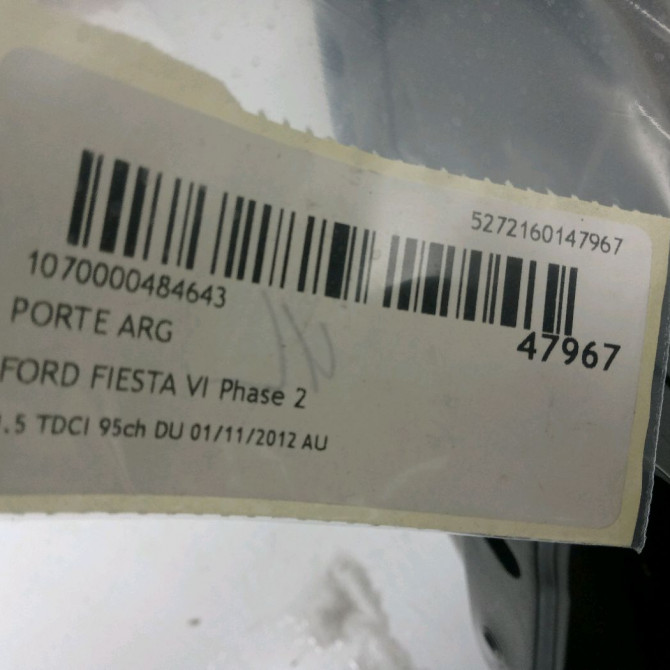 5272160147967
1070000484643
47967
PORTE ARG
FORD FIESTA VI Phase 2
.5 TDCI 95ch DU 01/11/2012 AU